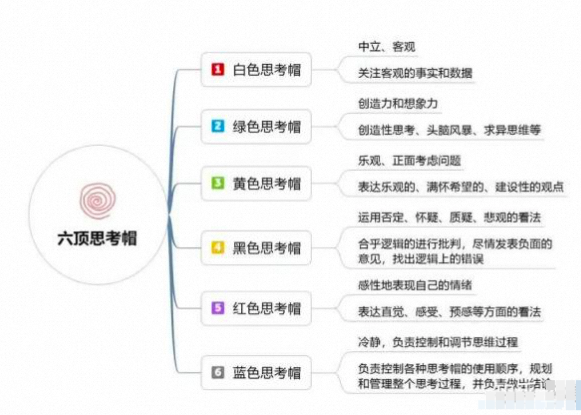 六顶思考帽
1 白色思考帽
中立、客观
关注客观的事实和数据
2 绿色思考帽
创造力和想象力
创造性思考、头脑风暴、求异思维等
3 黄色思考帽
乐观、正面考虑问题
表达乐观的、满怀希望的、建设性的观点
4 黑色思考帽
运用否定、怀疑、质疑、悲观的看法
合乎逻辑的进行批判，尽情发表负面的
意见，找出逻辑上的错误
5 红色思考帽
感性地表现自己的情绪
表达直觉、感受、预感等方面的看法
6 蓝色思考帽
冷静，负责控制和调节思维过程
负责控制各种思考帽的使用顺序，规划
和管理整个思考过程，并负责做出结论